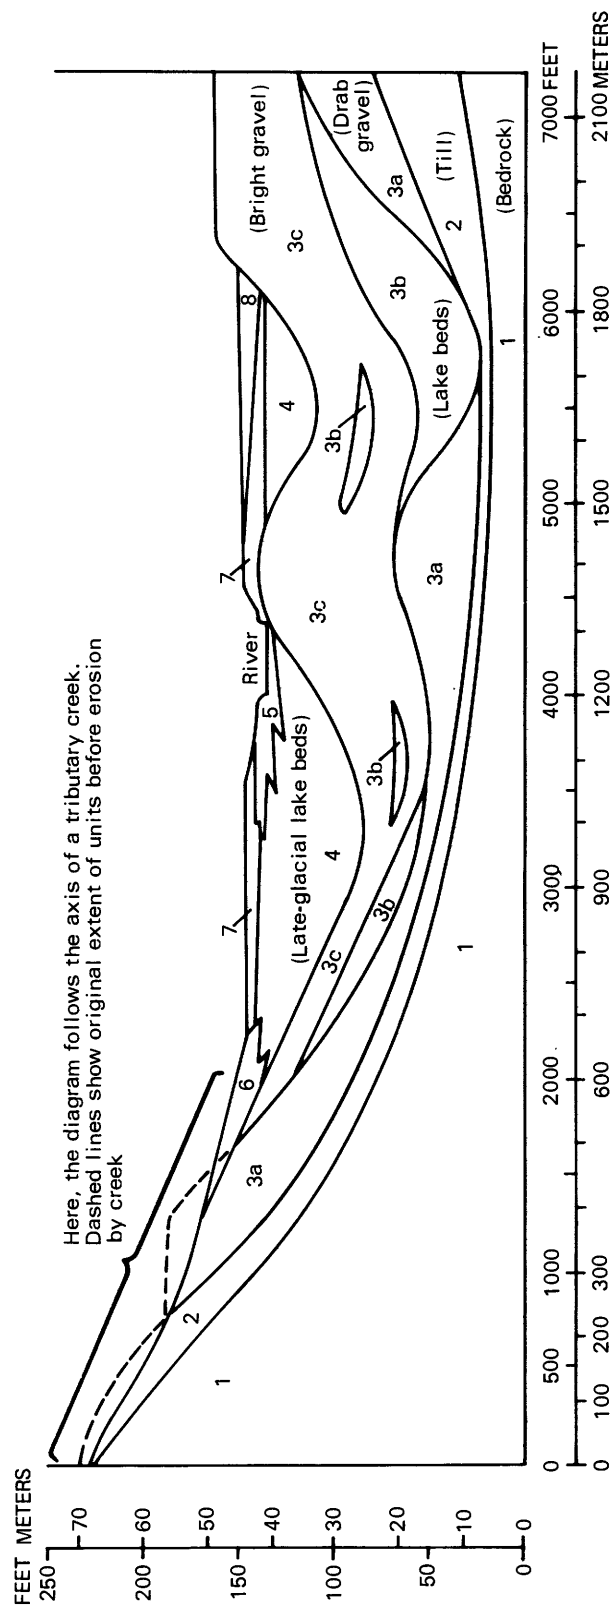 FEET METERS
250
200
150
100
50
0
70
60
50
40
30
20
10
0
Here, the diagram follows the axis of a tributary creek.
Dashed lines show original extent of units before erosion
by creek
1
2
3a
6
7
3c
3b
4
(Late-glacial lake beds)
3b
5
River
7
3c
3a
3b
4
8
(Lake beds)
3b
3c
(Bright gravel)
3a
(Drab
gravel)
2
(Till)
1
(Bedrock)
1
0 500 1000 2000 3000 4000 5000 6000 7000 FEET
0 100 200 300 600 900 1200 1500 1800 2100 METERS